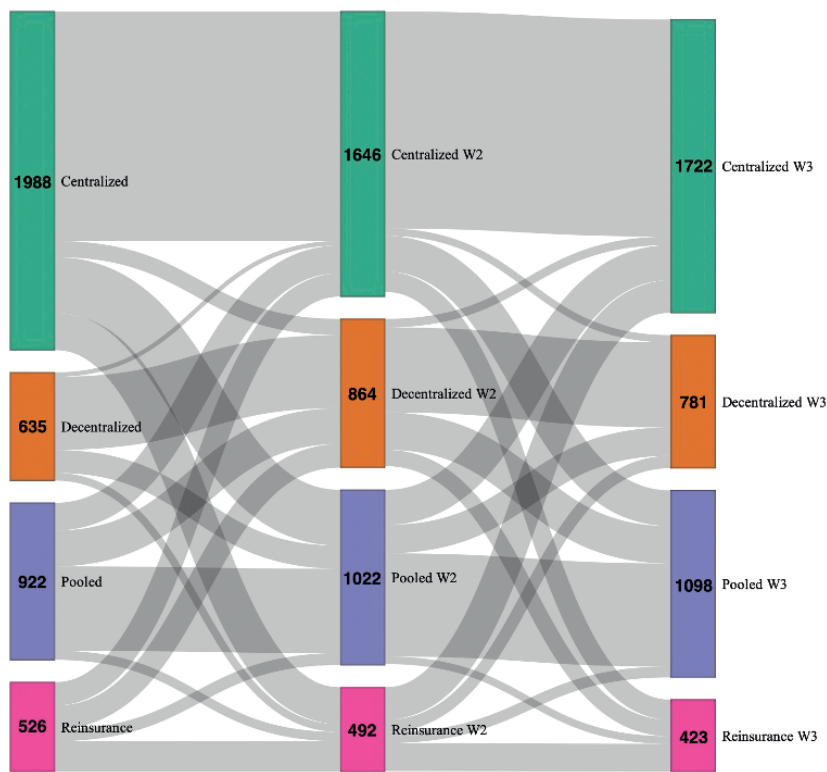 1988 Centralized
635 Decentralized
922 Pooled
526 Reinsurance
1646 Centralized W2
864 Decentralized W2
1022 Pooled W2
492 Reinsurance W2
1722 Centralized W3
781 Decentralized W3
1098 Pooled W3
423 Reinsurance W3